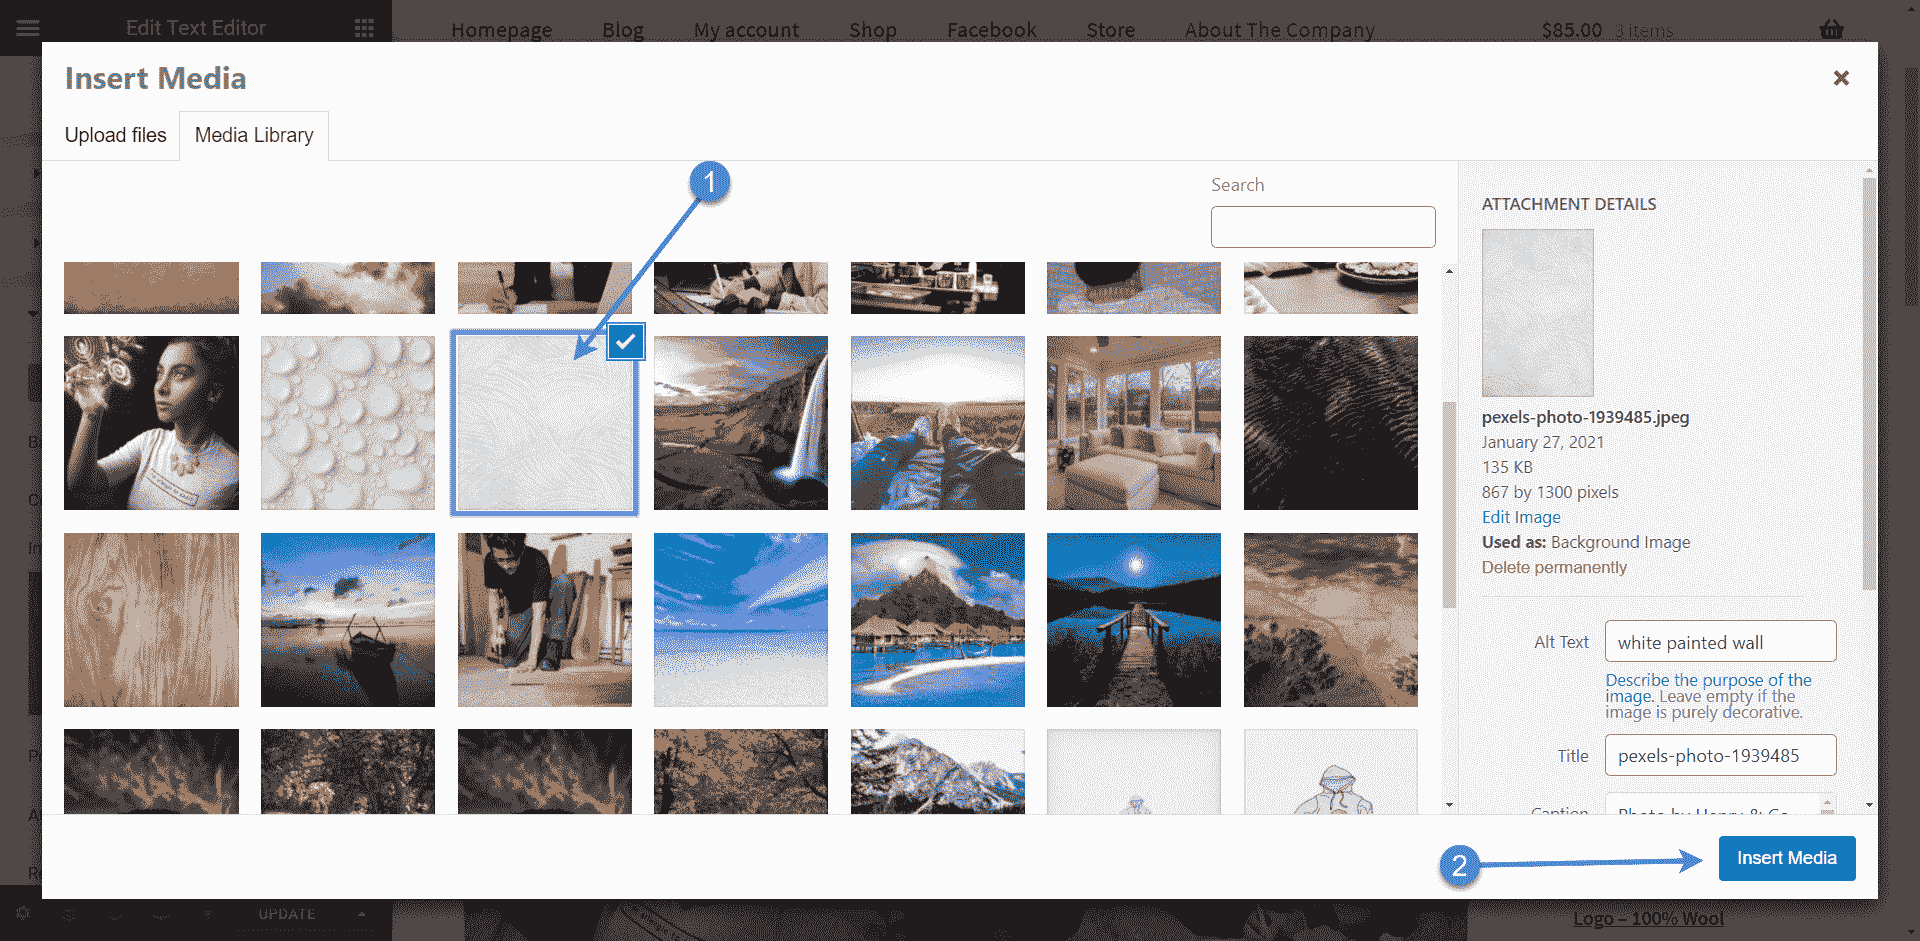 Edit Text Editor
Homepage Blog My account Shop Facebook Store About The Company $85.00 3 items
Insert Media
Upload files Media Library
1
Search
ATTACHMENT DETAILS
pexels-photo-1939485.jpeg
January 27, 2021
135 KB
867 by 1300 pixels
Edit Image
Used as: Background Image
Delete permanently
Alt Text white painted wall
Describe the purpose of the
image. Leave empty if the
image is purely decorative.
Title pexels-photo-1939485
Caption Photo by Henry & Co
2 Insert Media
UPDATE
Logo – 100% Wool